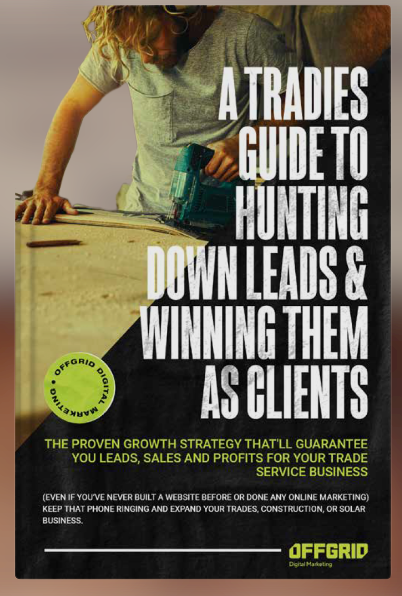 A TRADIES
GUIDE TO
HUNTING
DOWN LEADS &
WINNING THEM
AS CLIENTS
OFFGRID DIGITAL MARKETING •
THE PROVEN GROWTH STRATEGY THAT'LL GUARANTEE
YOU LEADS, SALES AND PROFITS FOR YOUR TRADE
SERVICE BUSINESS
(EVEN IF YOU'VE NEVER BUILT A WEBSITE BEFORE OR DONE ANY ONLINE MARKETING)
KEEP THAT PHONE RINGING AND EXPAND YOUR TRADES, CONSTRUCTION, OR SOLAR
BUSINESS.
OFFGRID
Digital Marketing